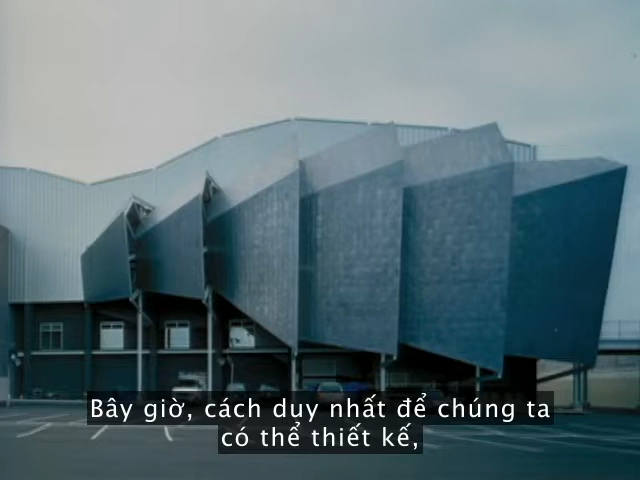 Bây giờ, cách duy nhất để chúng ta
có thể thiết kế,